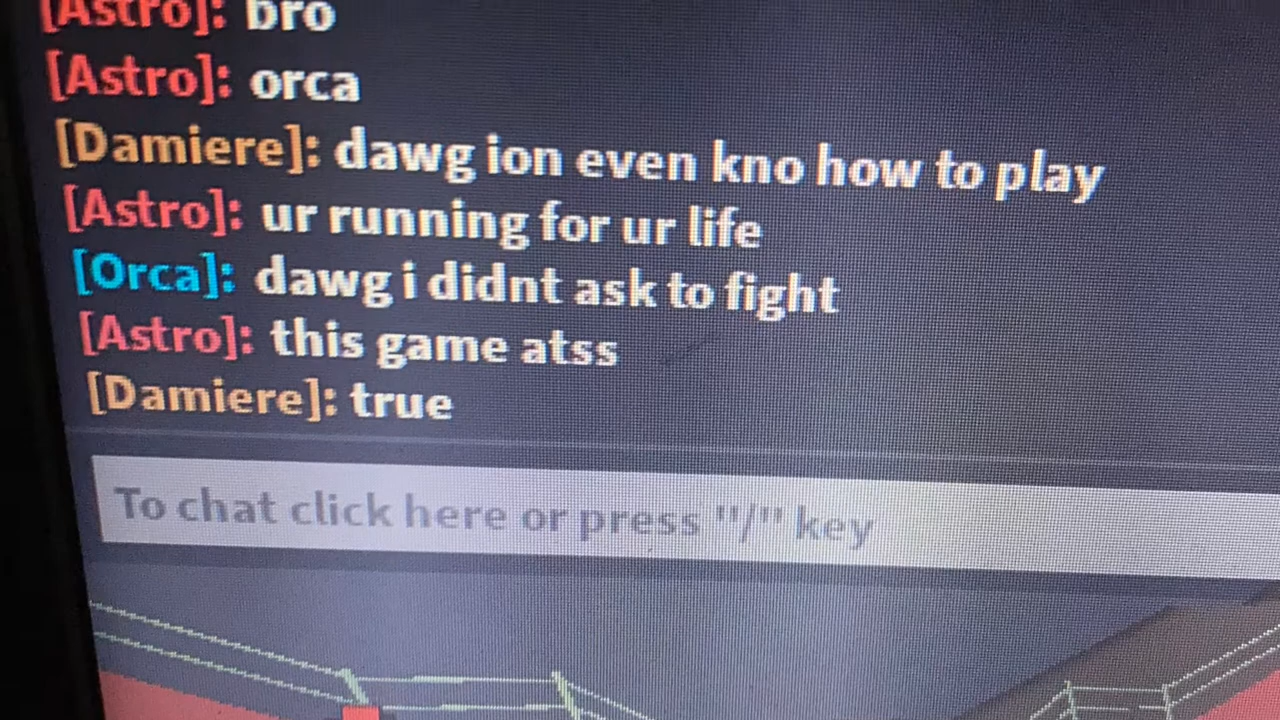 [Astro]: bro
[Astro]: orca
[Damiere]: dawg ion even kno how to play
[Astro]: ur running for ur life
[Orca]: dawg i didnt ask to fight
[Astro]: this game atss
[Damiere]: true
To chat click here or press "/" key